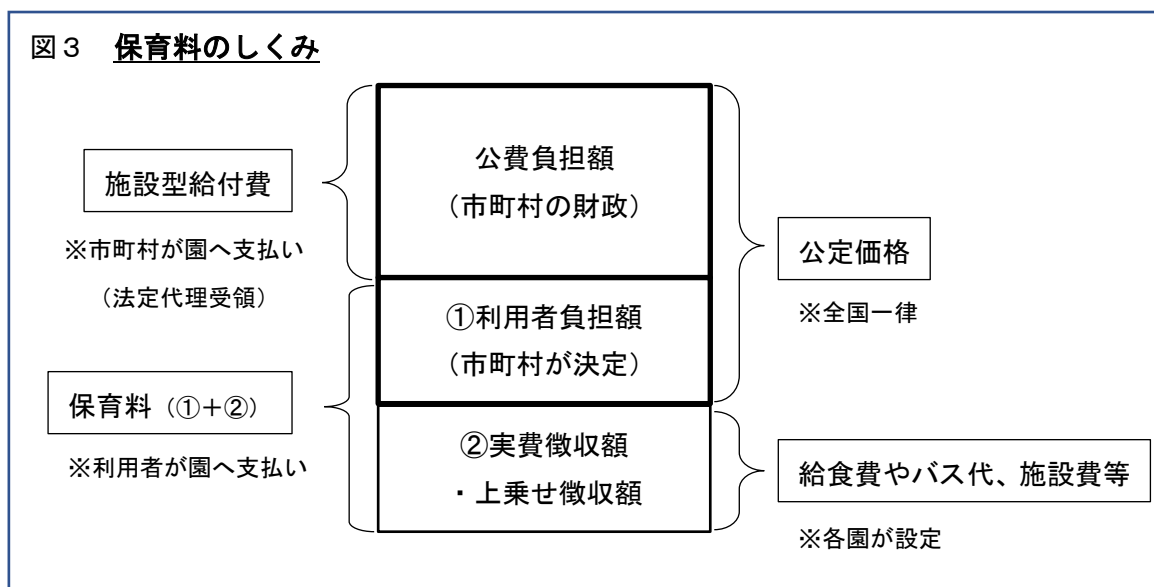 図３　保育料のしくみ
施設型給付費
※市町村が園へ支払い
（法定代理受領）
保育料（①＋②）
※利用者が園へ支払い
公費負担額
（市町村の財政）
①利用者負担額
（市町村が決定）
②実費徴収額
・上乗せ徴収額
公定価格
※全国一律
給食費やバス代、施設費等
※各園が設定